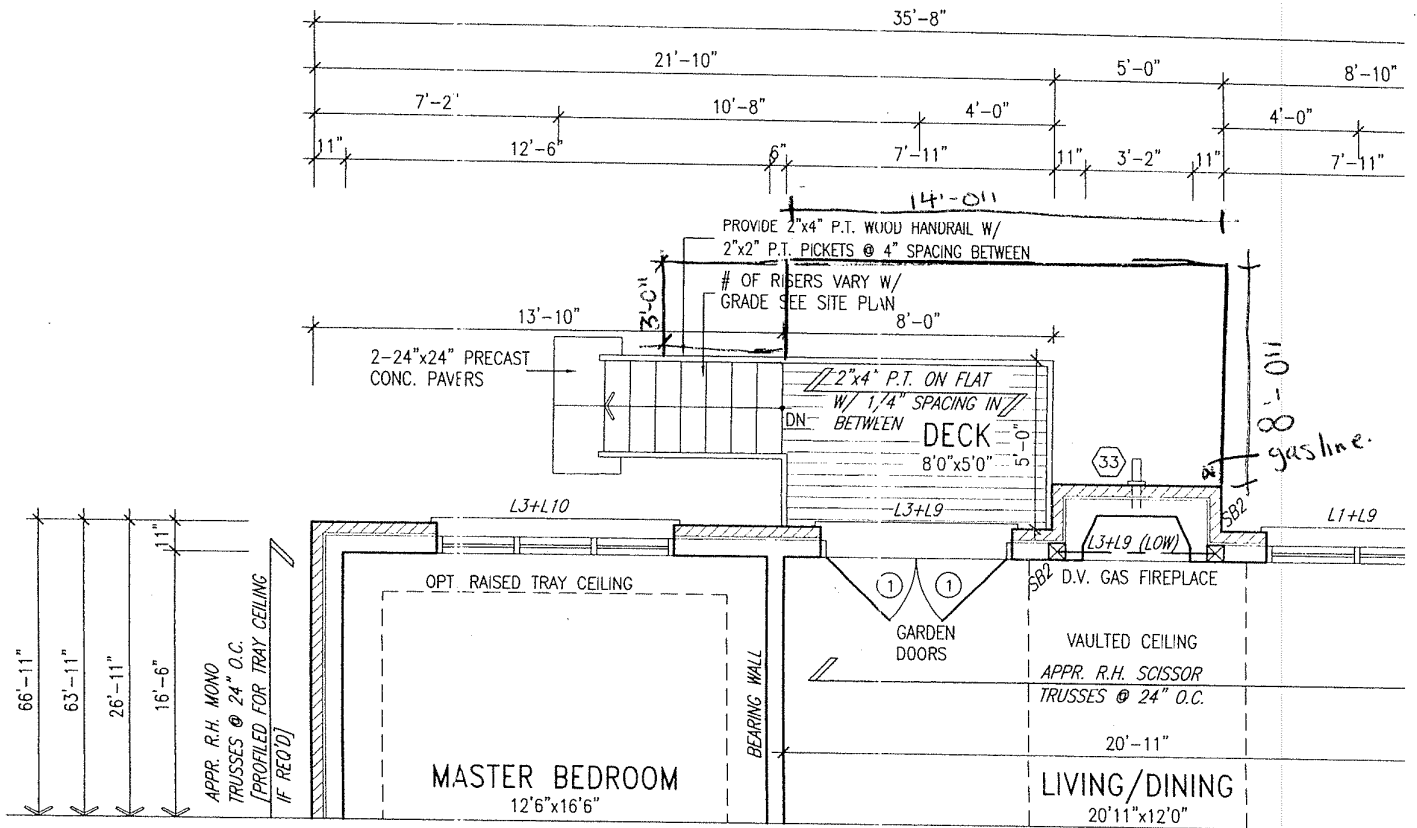 35'-8"
21'-10"
5'-0"
8'-10"
7'-2'
10'-8"
4'-0"
4'-0"
11"
12'-6"
6"
7'-11"
11"
3'-2"
11"
7'-11"
14'-0"
PROVIDE 2"x4" P.T. WOOD HANDRAIL W/
2"x2" P.T. PICKETS @ 4" SPACING BETWEEN
# OF RISERS VARY W/
GRADE SEE SITE PLAN
3'-0"
13'-10"
8'-0"
2-24"x24" PRECAST
CONC. PAVERS
2"x4" P.T. ON FLAT
W/ 1/4" SPACING IN
BETWEEN
DN
DECK
8'0"x5'0"
5'-0"
33
8'-0"
gas line.
SB2
L3+L10
L3+L9
L3+L9 (LOW)
L1+L9
SB2
D.V. GAS FIREPLACE
11"
OPT. RAISED TRAY CEILING
1
1
GARDEN
DOORS
VAULTED CEILING
APPR. R.H. SCISSOR
TRUSSES @ 24" O.C.
66'-11"
63'-11"
26'-11"
16'-6"
APPR. R.H. MONO
TRUSSES @ 24" O.C.
[PROFILED FOR TRAY CEILING
IF REQ'D]
BEARING WALL
20'-11"
MASTER BEDROOM
12'6"x16'6"
LIVING/DINING
20'11"x12'0"